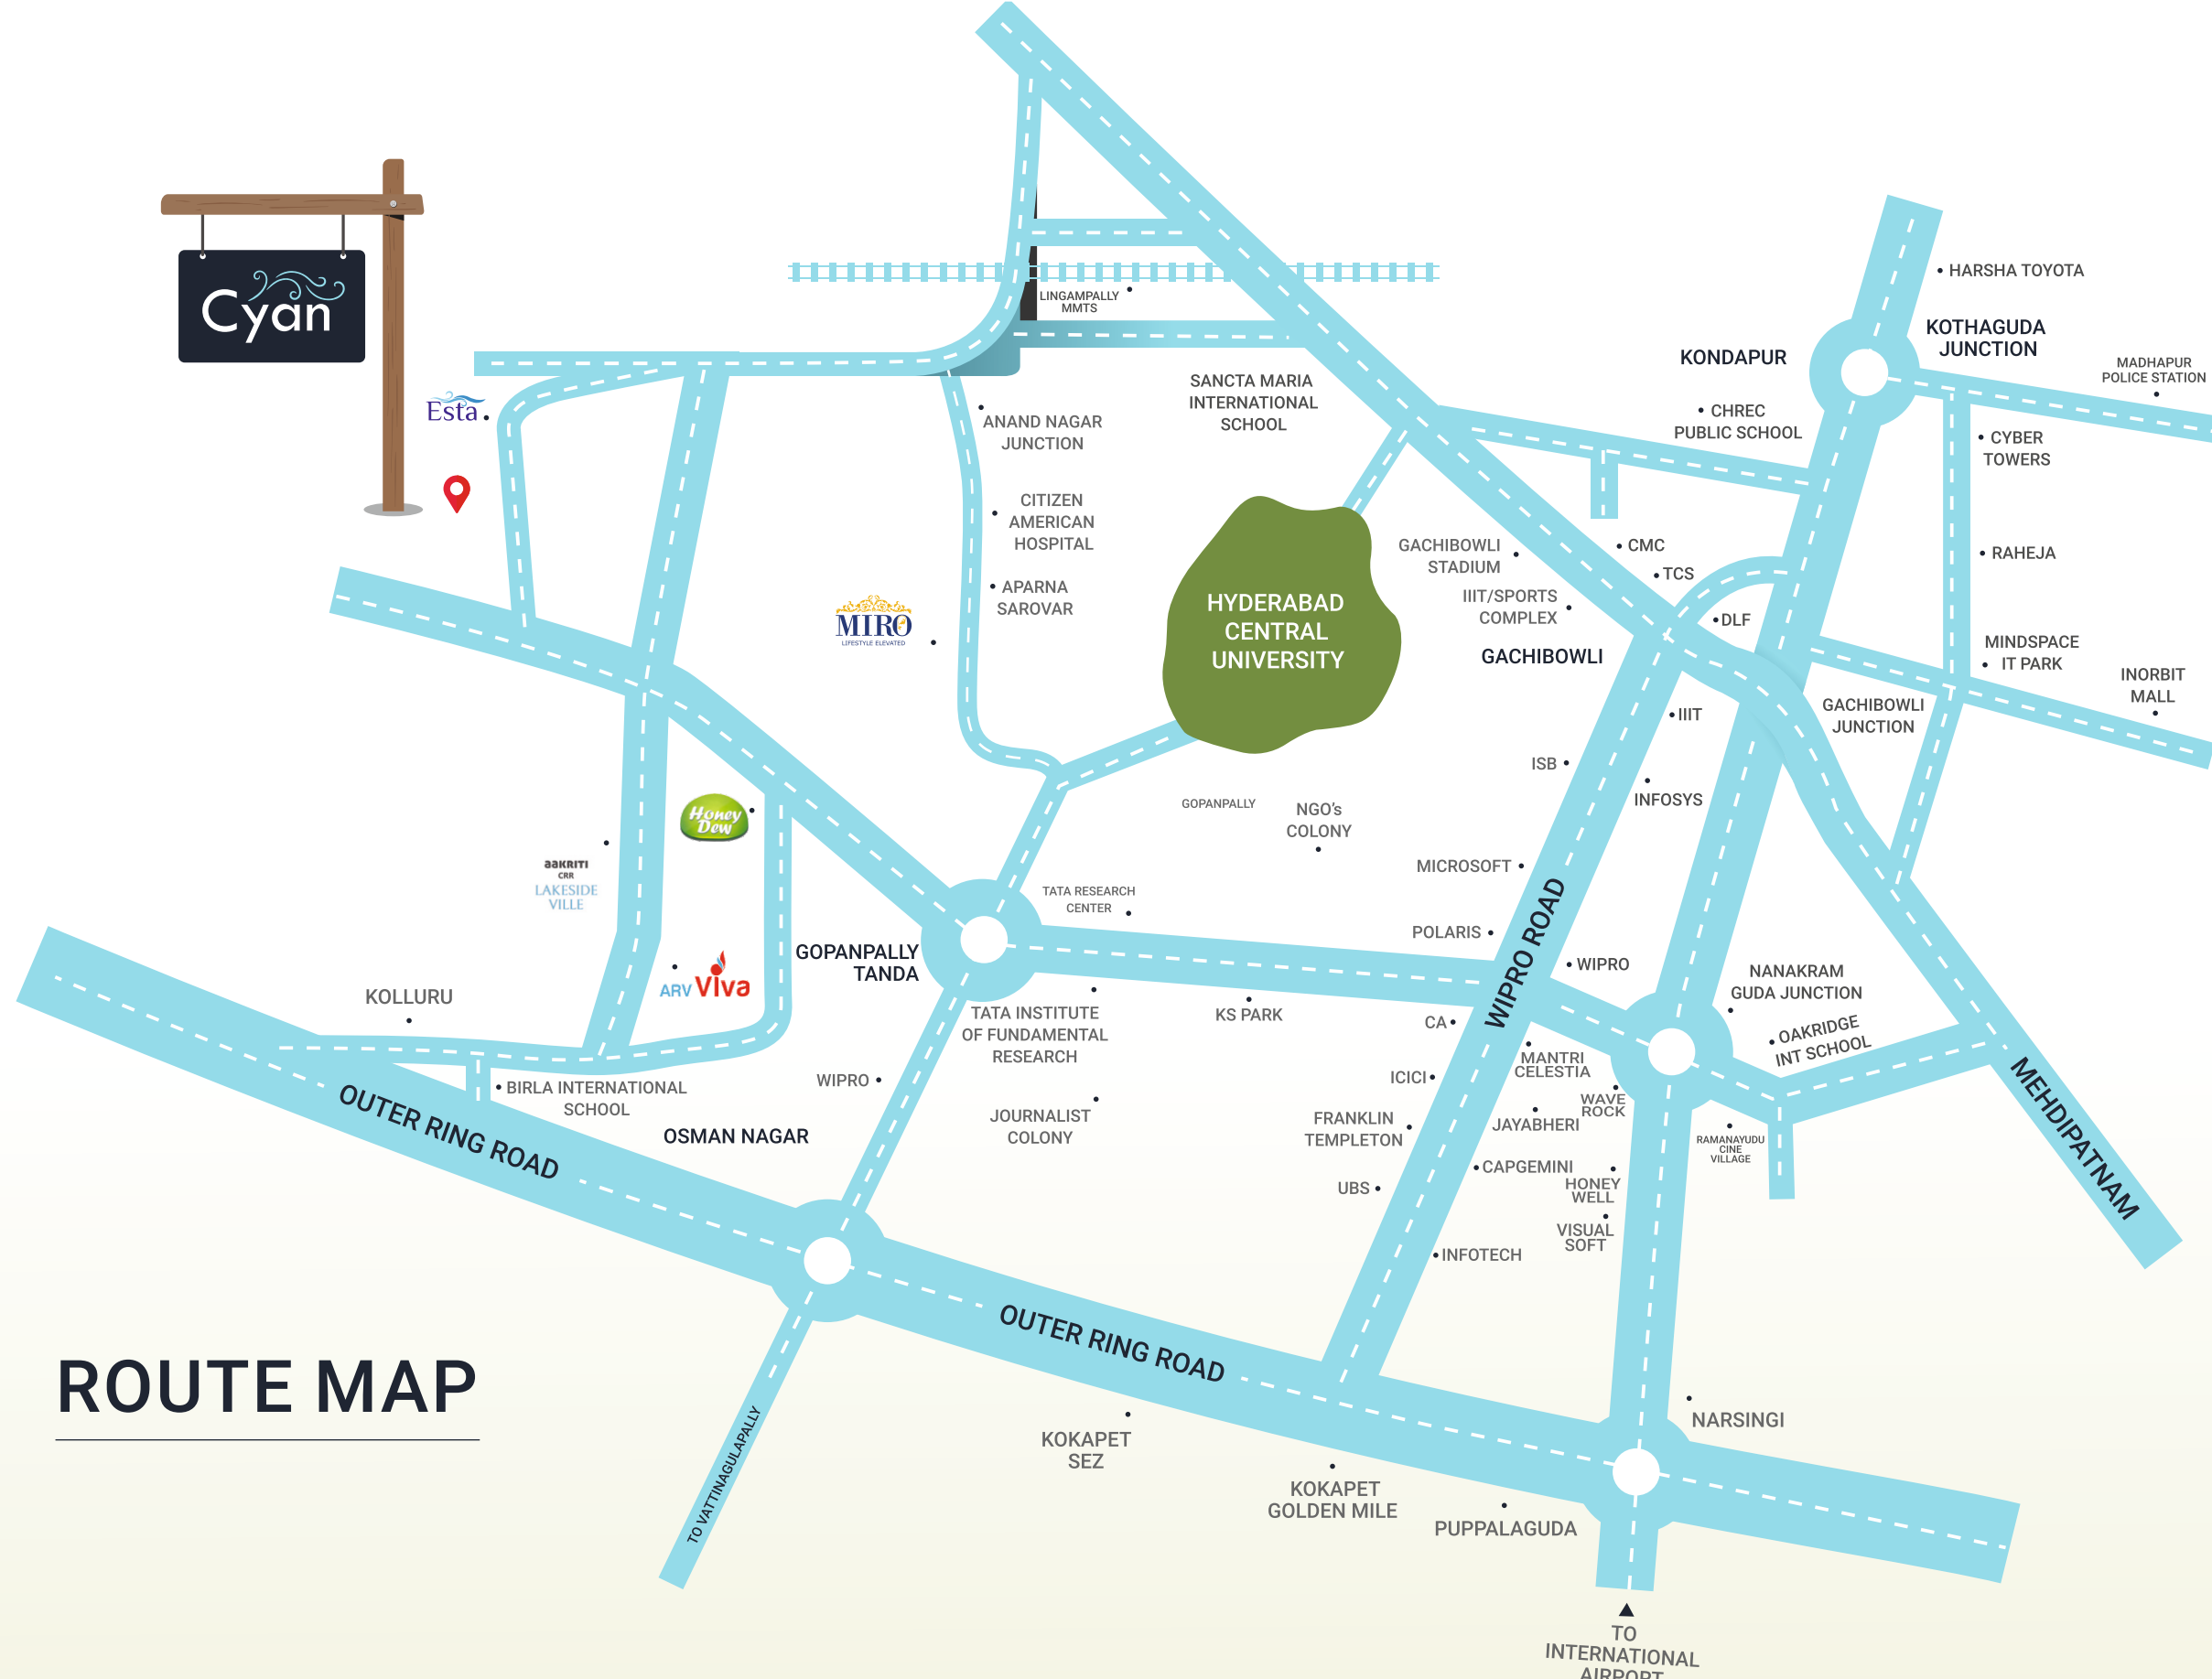 Cyan
Esta
LINGAMPALLY
MMTS
HARSHA TOYOTA
KOTHAGUDA
JUNCTION
KONDAPUR
MADHAPUR
POLICE STATION
SANCTA MARIA
INTERNATIONAL
SCHOOL
ANAND NAGAR
JUNCTION
CHREC
PUBLIC SCHOOL
CYBER
TOWERS
CITIZEN
AMERICAN
HOSPITAL
GACHIBOWLI
STADIUM
CMC
TCS
RAHEJA
APARNA
SAROVAR
IIIT/SPORTS
COMPLEX
DLF
MIRO
LIFESTYLE ELEVATED
HYDERABAD
CENTRAL
UNIVERSITY
GACHIBOWLI
MINDSPACE
IT PARK
INORBIT
MALL
IIIT
GACHIBOWLI
JUNCTION
ISB
INFOSYS
Honey
Dew
GOPANPALLY
NGO's
COLONY
MICROSOFT
aaKRITI
CRR
LAKESIDE
VILLE
TATA RESEARCH
CENTER
POLARIS
WIPRO ROAD
WIPRO
GOPANPALLY
TANDA
ARV Viva
NANAKRAM
GUDA JUNCTION
KOLLURU
TATA INSTITUTE
OF FUNDAMENTAL
RESEARCH
KS PARK
CA
OAKRIDGE
INT SCHOOL
MANTRI
CELESTIA
ICICI
WIPRO
BIRLA INTERNATIONAL
SCHOOL
WAVE
ROCK
MEHDIPATNAM
OUTER RING ROAD
OSMAN NAGAR
JOURNALIST
COLONY
FRANKLIN
TEMPLETON
JAYABHERI
RAMANAYUDU
CINE
VILLAGE
CAPGEMINI
UBS
HONEY
WELL
VISUAL
SOFT
INFOTECH
OUTER RING ROAD
ROUTE MAP
TO VATTINAGULAPALLY
KOKAPET
SEZ
NARSINGI
KOKAPET
GOLDEN MILE
PUPPALAGUDA
TO
INTERNATIONAL
AIRPORT